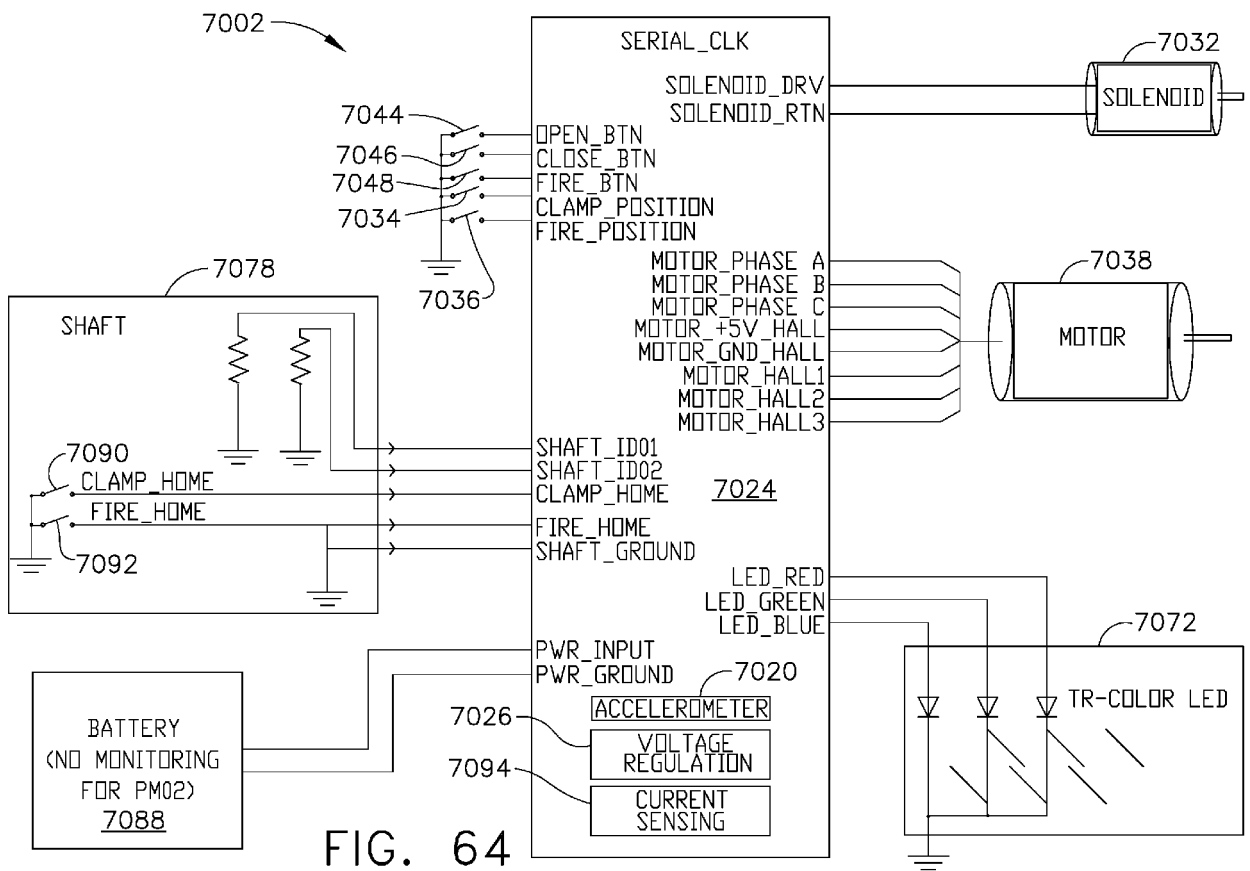 7002
SERIAL_CLK
SOLENOID_DRV
SOLENOID_RTN
7032
SOLENOID
7044
7046
7048
7034
7036
OPEN_BTN
CLOSE_BTN
FIRE_BTN
CLAMP_POSITION
FIRE_POSITION
MOTOR_PHASE A
MOTOR_PHASE B
MOTOR_PHASE C
MOTOR_+5V_HALL
MOTOR_GND_HALL
MOTOR_HALL1
MOTOR_HALL2
MOTOR_HALL3
7038
MOTOR
7078
SHAFT
7090
CLAMP_HOME
FIRE_HOME
7092
SHAFT_ID01
SHAFT_ID02
CLAMP_HOME
FIRE_HOME
SHAFT_GROUND
7024
LED_RED
LED_GREEN
LED_BLUE
7072
TR-COLOR LED
PWR_INPUT
PWR_GROUND
7020
ACCELEROMETER
7026
VOLTAGE
REGULATION
7094
CURRENT
SENSING
BATTERY
(NO MONITORING
FOR PM02)
7088
FIG. 64